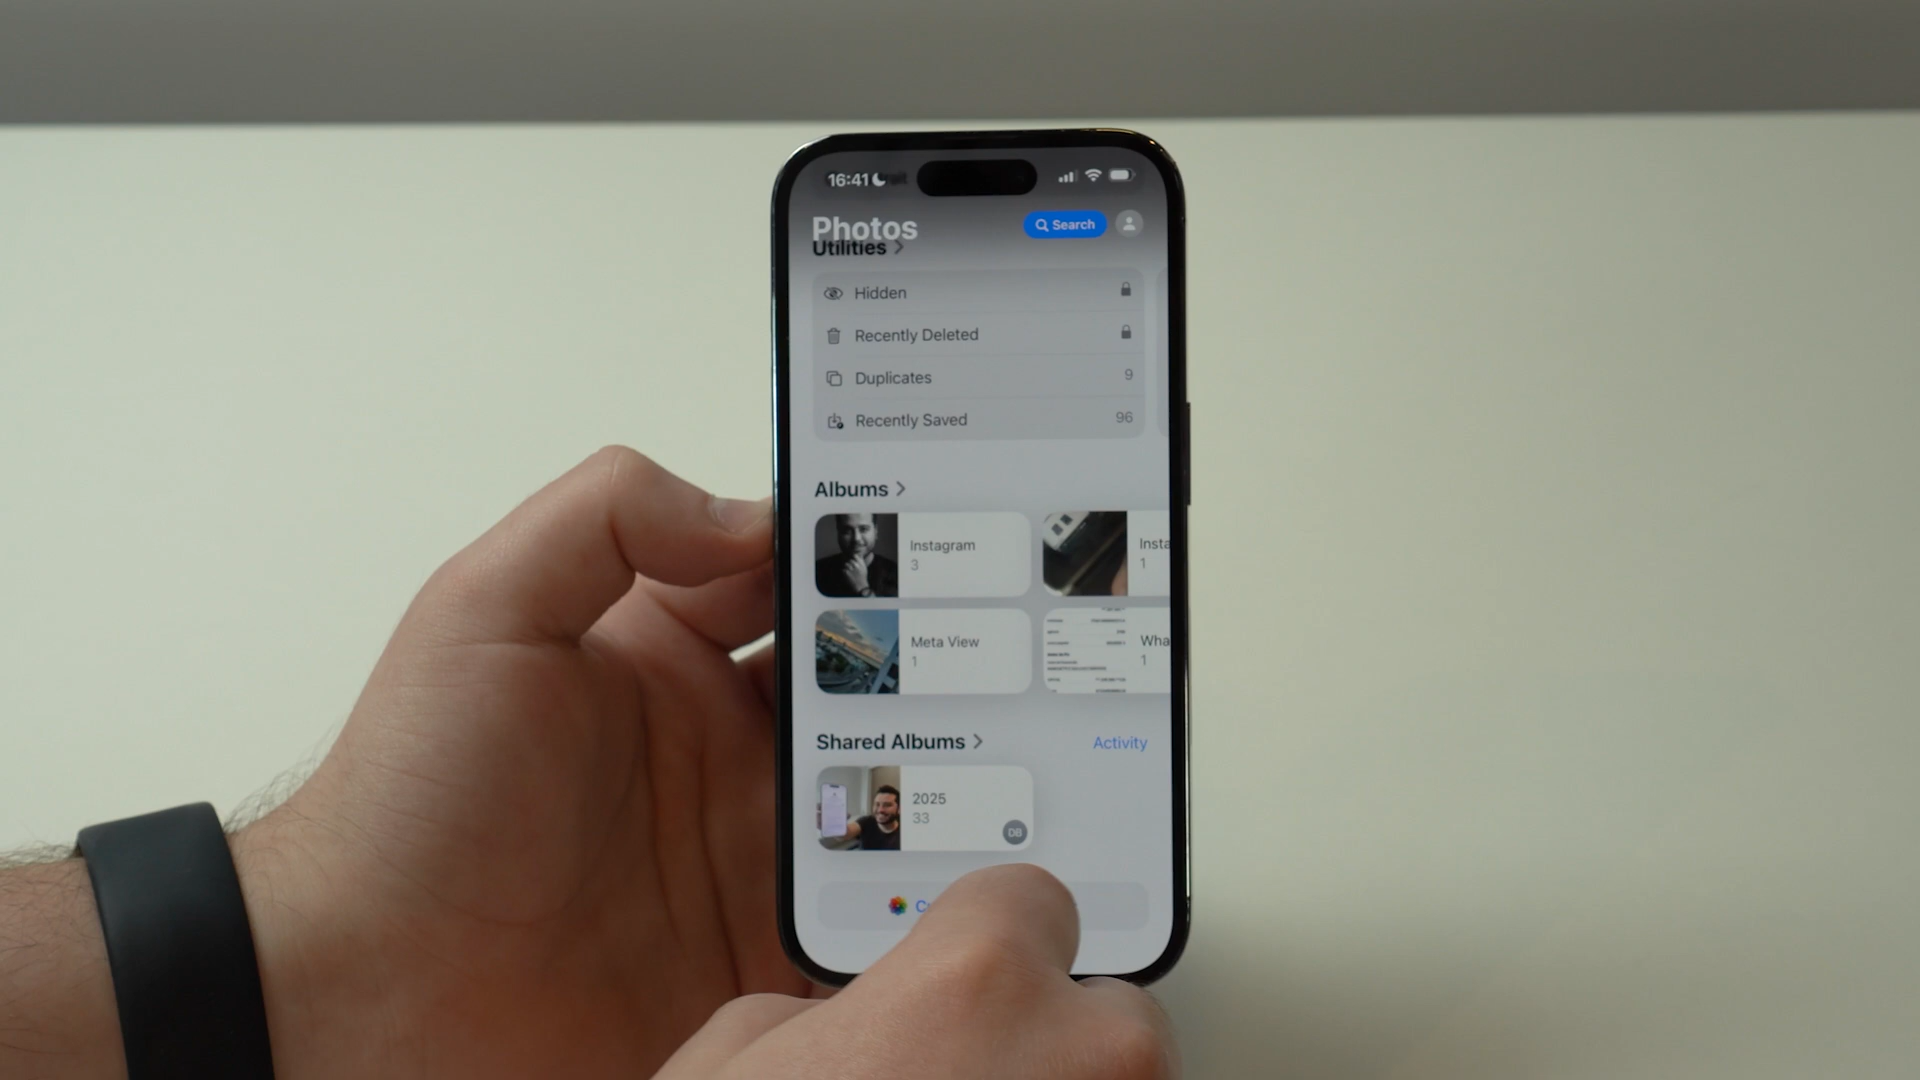 16:41
Photos
Search
Utilities
Hidden
Recently Deleted
Duplicates 9
Recently Saved 96
Albums
Instagram
3
Insta
1
Meta View
1
Wha
1
Shared Albums
Activity
2025
33
DB